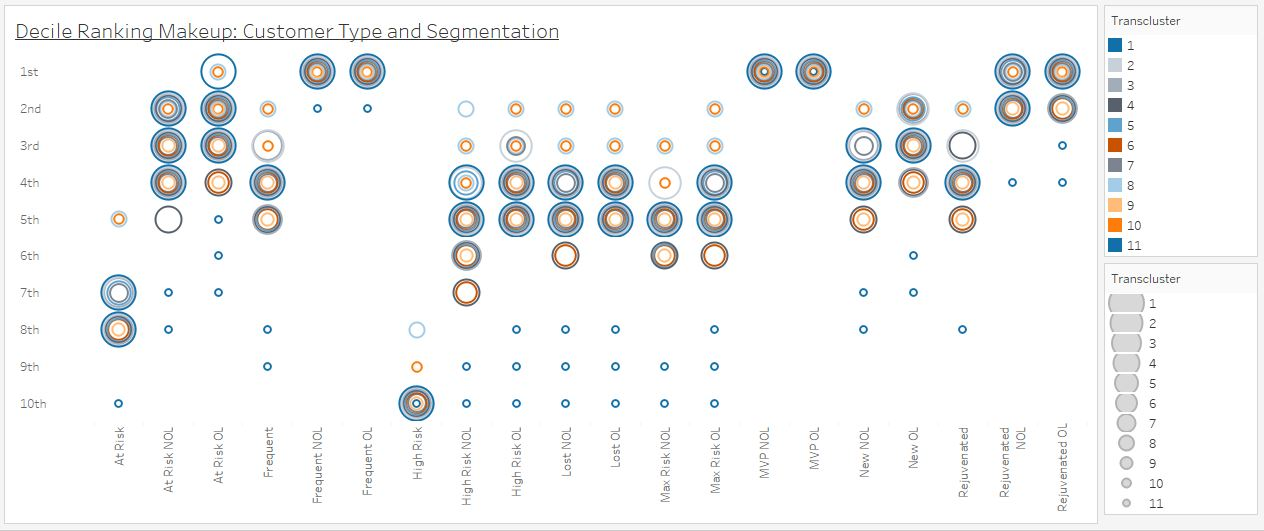 Decile Ranking Makeup: Customer Type and Segmentation
1st
2nd
3rd
4th
5th
6th
7th
8th
9th
10th
At Risk
At Risk NOL
At Risk OL
Frequent
Frequent NOL
Frequent OL
High Risk
High Risk NOL
High Risk OL
Lost NOL
Lost OL
Max Risk NOL
Max Risk OL
MVP NOL
MVP OL
New NOL
New OL
Rejuvenated
Rejuvenated
NOL
Rejuvenated OL
Transcluster
1
2
3
4
5
6
7
8
9
10
11
Transcluster
1
2
3
4
5
6
7
8
9
10
11